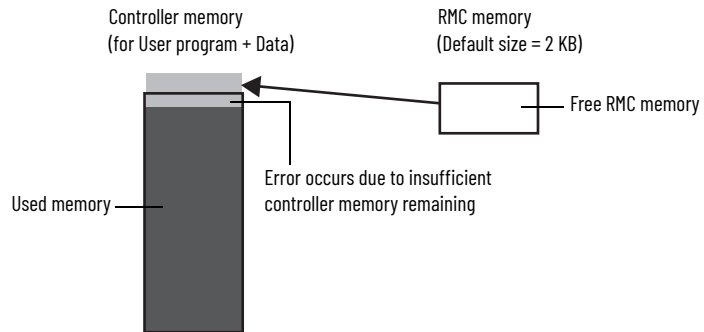 Controller memory
(for User program + Data)
RMC memory
(Default size = 2 KB)
Free RMC memory
Error occurs due to insufficient
controller memory remaining
Used memory